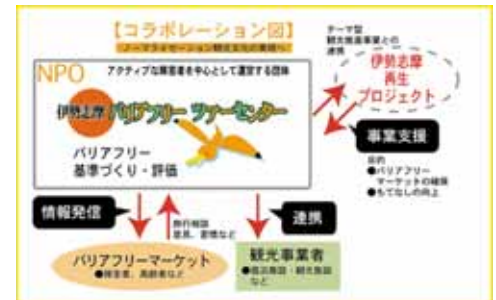 【コラボレーション図】
ノーマライゼーション観光文化の実現へ
テーマ型
観光推進事業との
連携
NPO
アクティブな障害者を中心として運営する団体
伊勢志摩バリアフリーツアーセンター
伊勢志摩
再生
プロジェクト
バリアフリー
基準づくり・評価
事業支援
目的
●バリアフリー
マーケットの確保
●もてなしの向上
情報発信
旅行相談
意見、苦情など
連携
バリアフリーマーケット
●障害者、高齢者など
観光事業者
●宿泊施設・観光施設
など